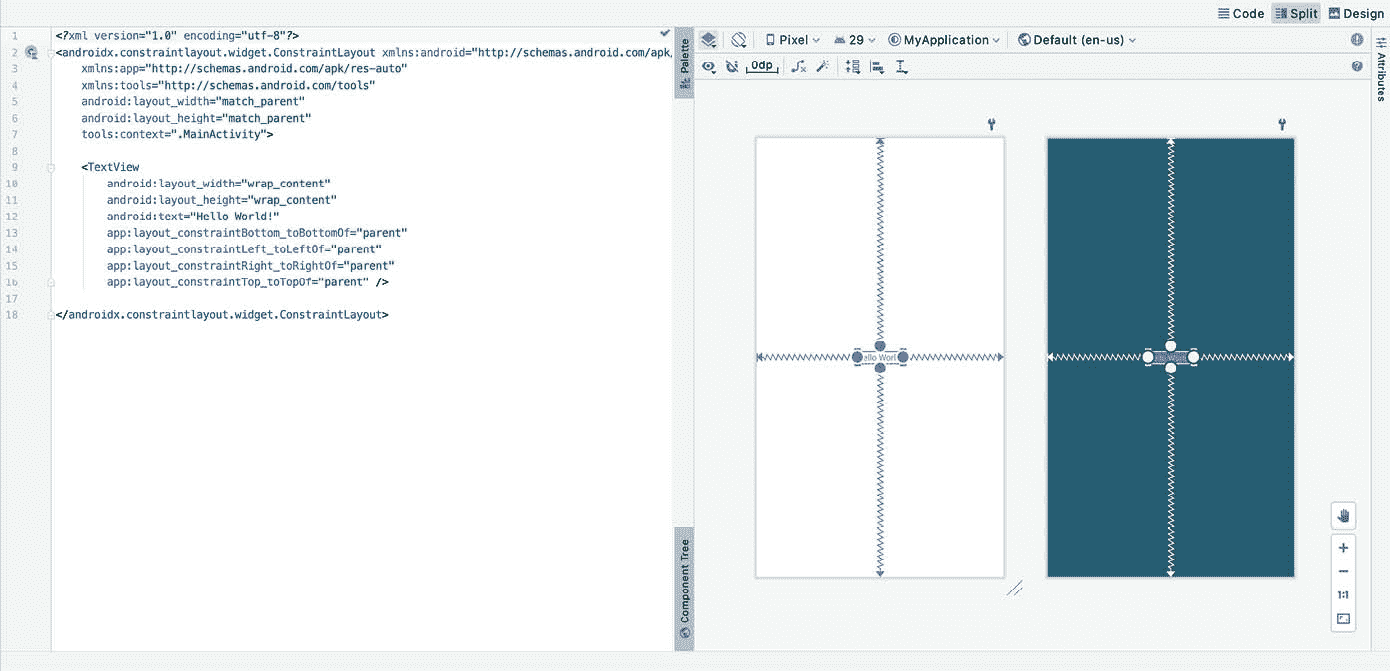 Code Split Design
1 <?xml version="1.0" encoding="utf-8"?>
2 <androidx.constraintlayout.widget.ConstraintLayout xmlns:android="http://schemas.android.com/apk/
3 xmlns:app="http://schemas.android.com/apk/res-auto"
4 xmlns:tools="http://schemas.android.com/tools"
5 android:layout_width="match_parent"
6 android:layout_height="match_parent"
7 tools:context=".MainActivity">
8
9 <TextView
10 android:layout_width="wrap_content"
11 android:layout_height="wrap_content"
12 android:text="Hello World!"
13 app:layout_constraintBottom_toBottomOf="parent"
14 app:layout_constraintLeft_toLeftOf="parent"
15 app:layout_constraintRight_toRightOf="parent"
16 app:layout_constraintTop_toTopOf="parent" />
17
18 </androidx.constraintlayout.widget.ConstraintLayout>
Palette
Component Tree
Pixel 29 MyApplication Default (en-us)
0dp
ello Worl
1:1
Attributes